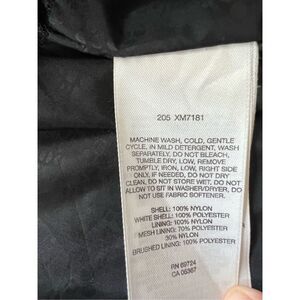 205 XM7181
MACHINE WASH, COLD, GENTLE
CYCLE, IN MILD DETERGENT, WASH
SEPARATELY, DO NOT BLEACH,
TUMBLE DRY, LOW, REMOVE
PROMPTLY, IRON, LOW, RIGHT SIDE
ONLY, IF NEEDED, DO NOT DRY
CLEAN, DO NOT STORE WET, DO NOT
ALLOW TO SIT IN WASHER/DRYER, DO
NOT USE FABRIC SOFTENER.
SHELL: 100% NYLON
WHITE SHELL: 100% POLYESTER
LINING: 100% NYLON
MESH LINING: 70% POLYESTER
30% NYLON
BRUSHED LINING: 100% POLYESTER
RN 69724
CA 05367